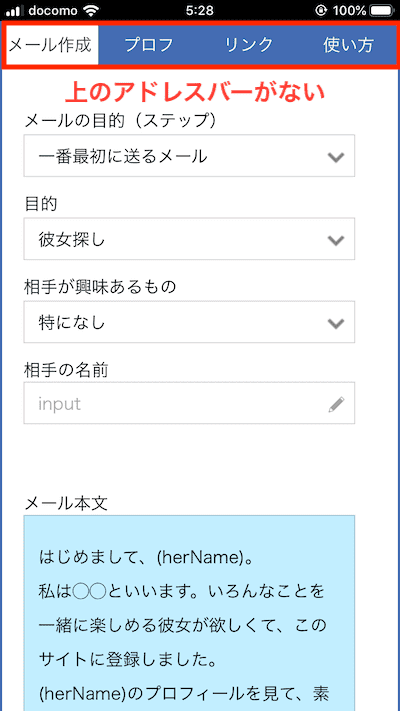 docomo 5:28 100%
メール作成 プロフ リンク 使い方
上のアドレスバーがない
メールの目的（ステップ）
一番最初に送るメール
目的
彼女探し
相手が興味あるもの
特になし
相手の名前
input
メール本文
はじめまして、(herName)。
私は◯◯といいます。いろんなことを
一緒に楽しめる彼女が欲しくて、この
サイトに登録しました。
(herName)のプロフィールを見て、素